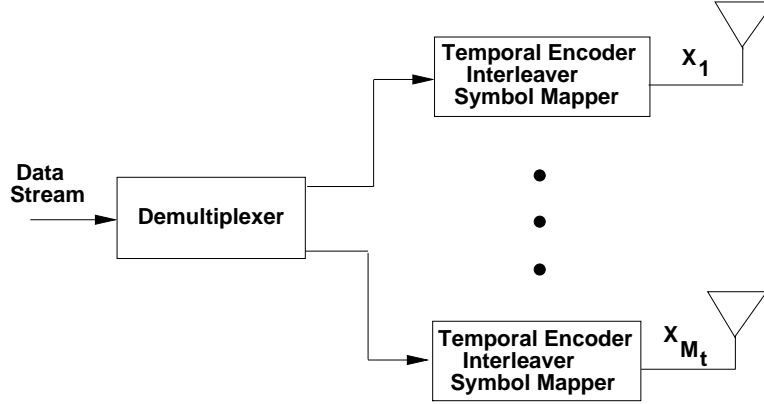 Temporal Encoder
Interleaver
Symbol Mapper
X1
Data
Stream
Demultiplexer
Temporal Encoder
Interleaver
Symbol Mapper
XMt